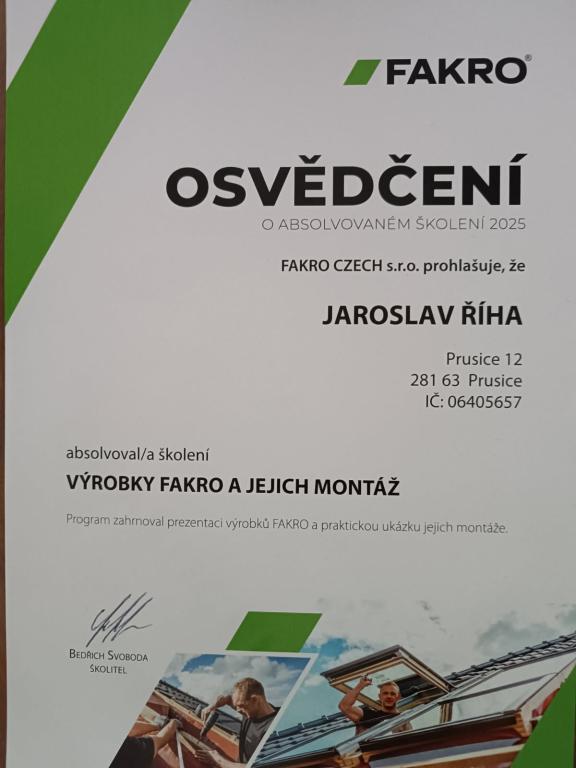 FAKRO®
OSVĚDČENÍ
O ABSOLVOVANÉM ŠKOLENÍ 2025
FAKRO CZECH s.r.o. prohlašuje, že
JAROSLAV ŘÍHA
Prusice 12
281 63 Prusice
IČ: 06405657
absolvoval/a školení
VÝROBKY FAKRO A JEJICH MONTÁŽ
Program zahrnoval prezentaci výrobků FAKRO a praktickou ukázku jejich montáže.
BEDŘICH SVOBODA
ŠKOLITEL